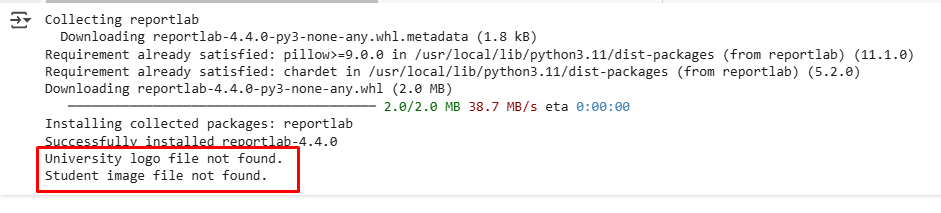 Collecting reportlab
Downloading reportlab-4.4.0-py3-none-any.whl.metadata (1.8 kB)
Requirement already satisfied: pillow>=9.0.0 in /usr/local/lib/python3.11/dist-packages (from reportlab) (11.1.0)
Requirement already satisfied: chardet in /usr/local/lib/python3.11/dist-packages (from reportlab) (5.2.0)
Downloading reportlab-4.4.0-py3-none-any.whl (2.0 MB)
2.0/2.0 MB 38.7 MB/s eta 0:00:00
Installing collected packages: reportlab
Successfully installed reportlab-4.4.0
University logo file not found.
Student image file not found.